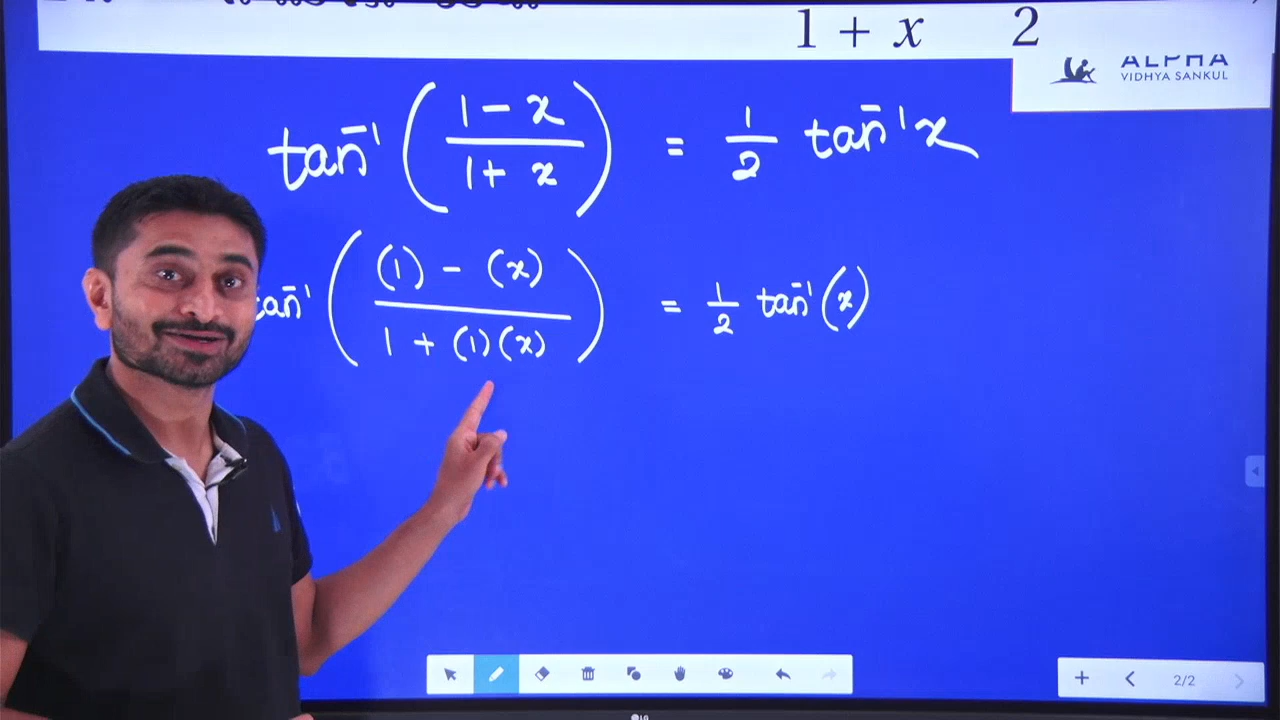 1 + x 2
ALPHA
VIDHYA SANKUL
tan⁻¹ ( (1 - x) / (1 + x) ) = 1/2 tan⁻¹ x
tan⁻¹ ( ((1) - (x)) / (1 + (1)(x)) ) = 1/2 tan⁻¹ (x)
2/2
LG